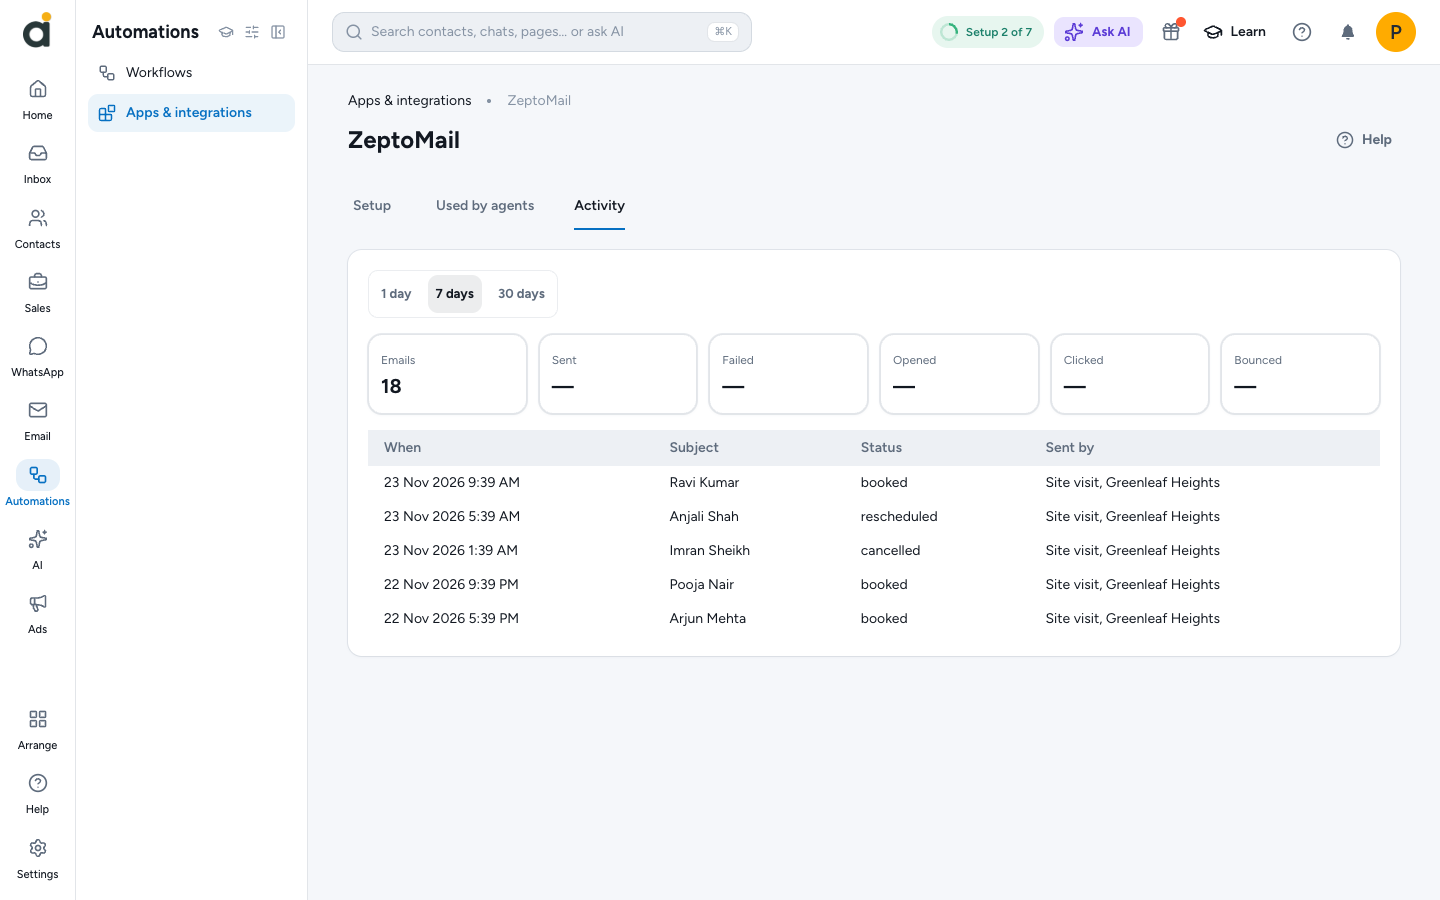 Automations
Search contacts, chats, pages... or ask AI
⌘K
Setup 2 of 7
Ask AI
Learn
P
Home
Inbox
Contacts
Sales
WhatsApp
Email
Automations
AI
Ads
Arrange
Help
Settings
Workflows
Apps & integrations
Apps & integrations • ZeptoMail
ZeptoMail
Help
Setup Used by agents Activity
1 day 7 days 30 days
Emails Sent Failed Opened Clicked Bounced
18 — — — — —
When Subject Status Sent by
23 Nov 2026 9:39 AM Ravi Kumar booked Site visit, Greenleaf Heights
23 Nov 2026 5:39 AM Anjali Shah rescheduled Site visit, Greenleaf Heights
23 Nov 2026 1:39 AM Imran Sheikh cancelled Site visit, Greenleaf Heights
22 Nov 2026 9:39 PM Pooja Nair booked Site visit, Greenleaf Heights
22 Nov 2026 5:39 PM Arjun Mehta booked Site visit, Greenleaf Heights